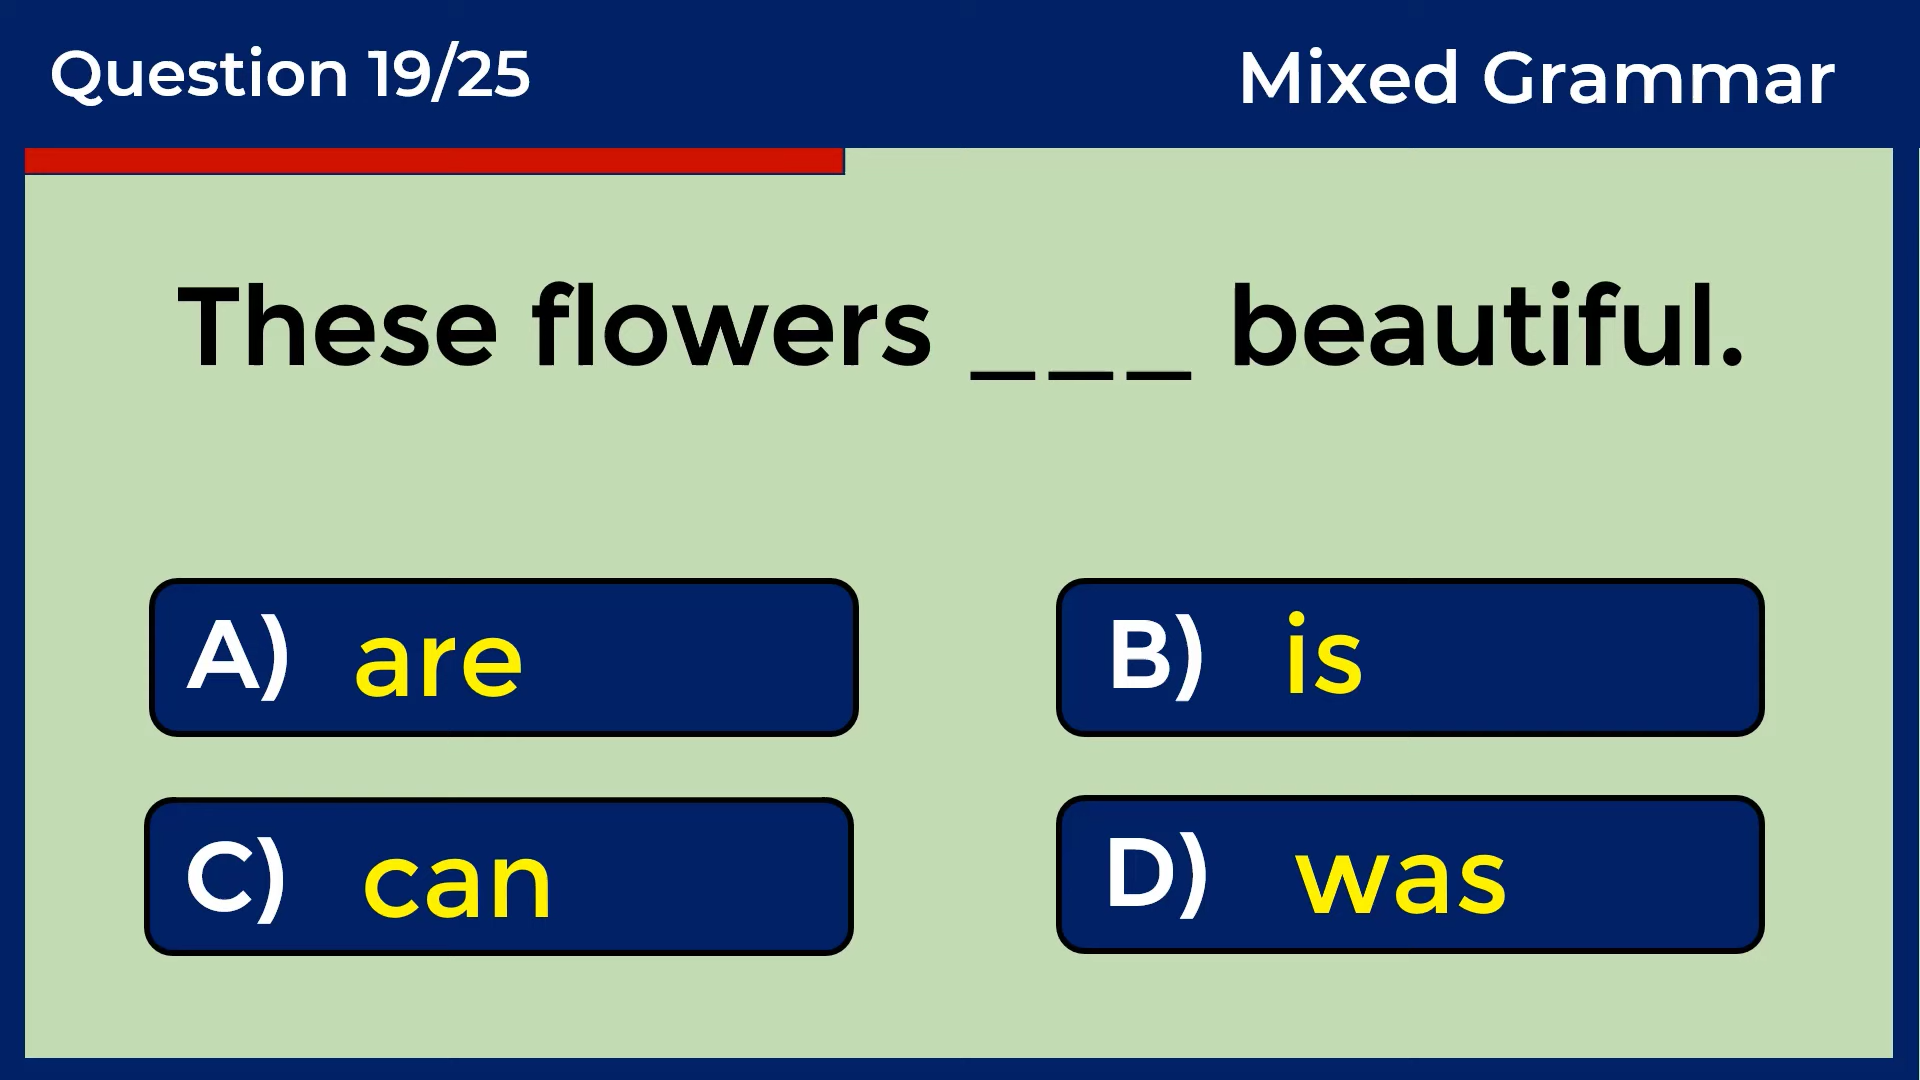 Question 19/25
Mixed Grammar
These flowers ___ beautiful.
A) are
B) is
C) can
D) was